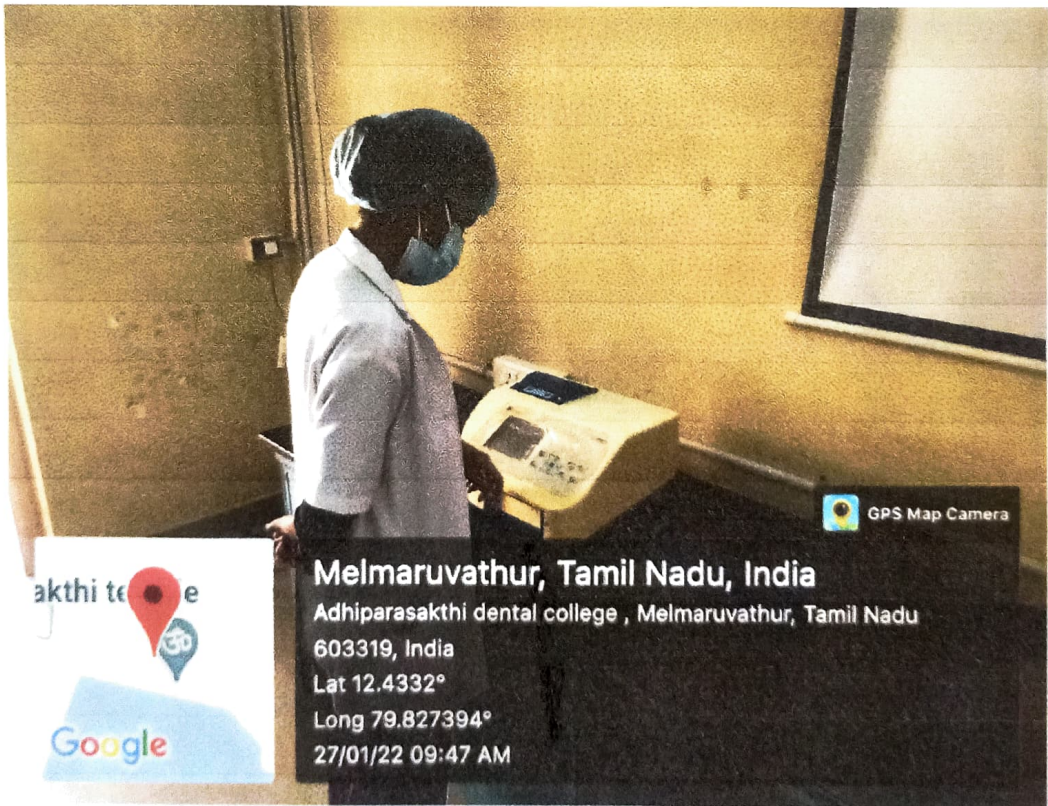 GPS Map Camera
akthi te e
Google
Melmaruvathur, Tamil Nadu, India
Adhiparasakthi dental college , Melmaruvathur, Tamil Nadu
603319, India
Lat 12.4332°
Long 79.827394°
27/01/22 09:47 AM